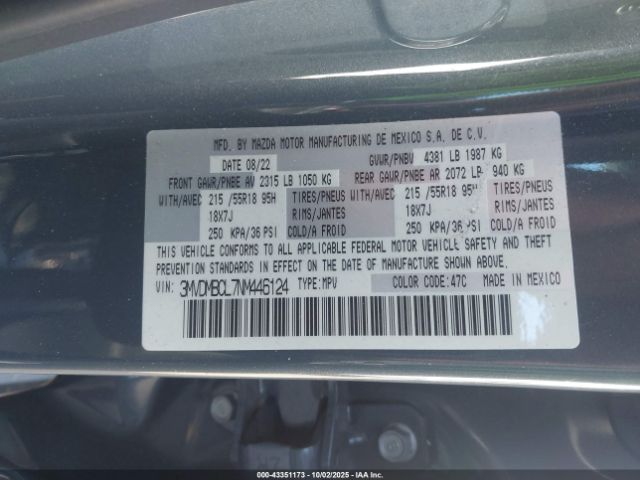 MFD. BY MAZDA MOTOR MANUFACTURING DE MEXICO S.A. DE C.V.
DATE 08/22 GVWR/PNBV 4381 LB 1987 KG
FRONT GAWR/PNBE AV 2315 LB 1050 KG REAR GAWR/PNBE AR 2072 LP 940 KG
WITH/AVEC 215 /55R18 95H TIRES/PNEUS WITH/AVEC 215 /55R18 95H TIRES/PNEUS
18X7J RIMS/JANTES 18X7J RIMS/JANTES
250 KPA/36 PSI COLD/A FROID 250 KPA/36 PSI COLD/A FROID
THIS VEHICLE CONFORMS TO ALL APPLICABLE FEDERAL MOTOR VEHICLE SAFETY AND THEFT
PREVENTION STANDARDS IN EFFECT ON THE DATE OF MANUFACTURE SHOWN ABOVE.
VIN: 3MVDMBCL7NM446124 TYPE:MPV COLOR CODE:47C MADE IN MEXICO
000-43351173 - 10/02/2025 - IAAI.COM